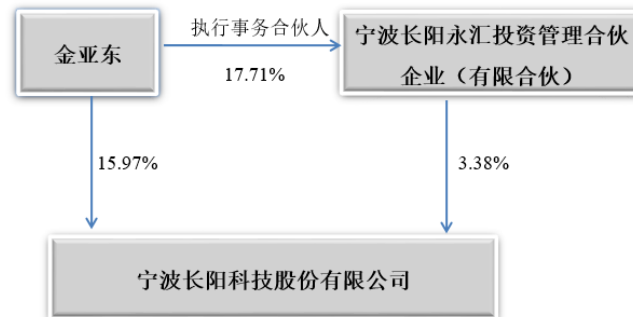 金亚东
执行事务合伙人
17.71%
宁波长阳永汇投资管理合伙
企业（有限合伙）
15.97%
3.38%
宁波长阳科技股份有限公司